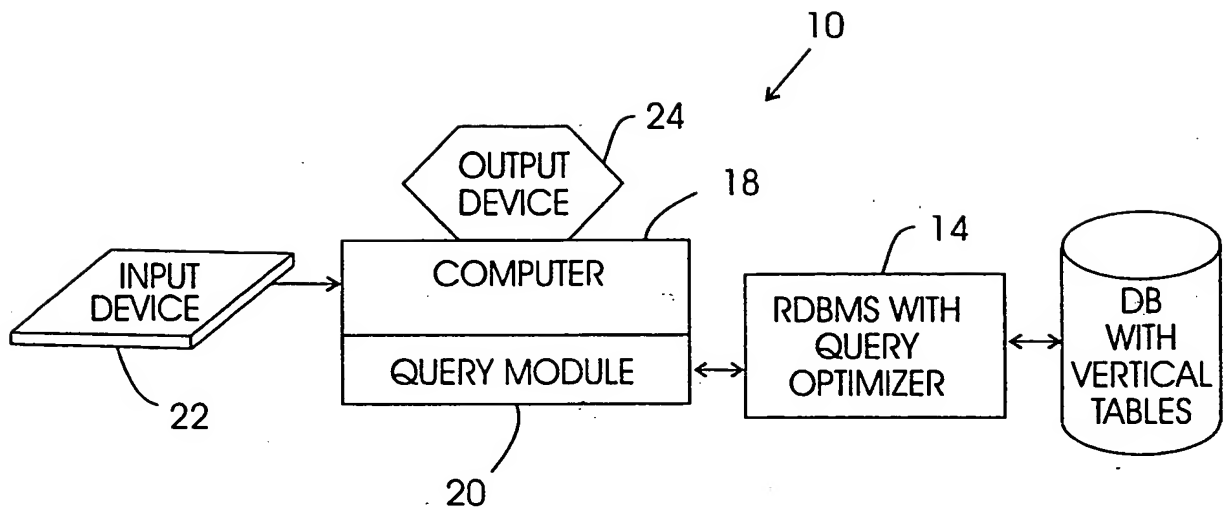 10
24
OUTPUT
DEVICE
18
14
INPUT
DEVICE
COMPUTER
RDBMS WITH
QUERY
OPTIMIZER
DB
WITH
VERTICAL
TABLES
QUERY MODULE
22
20